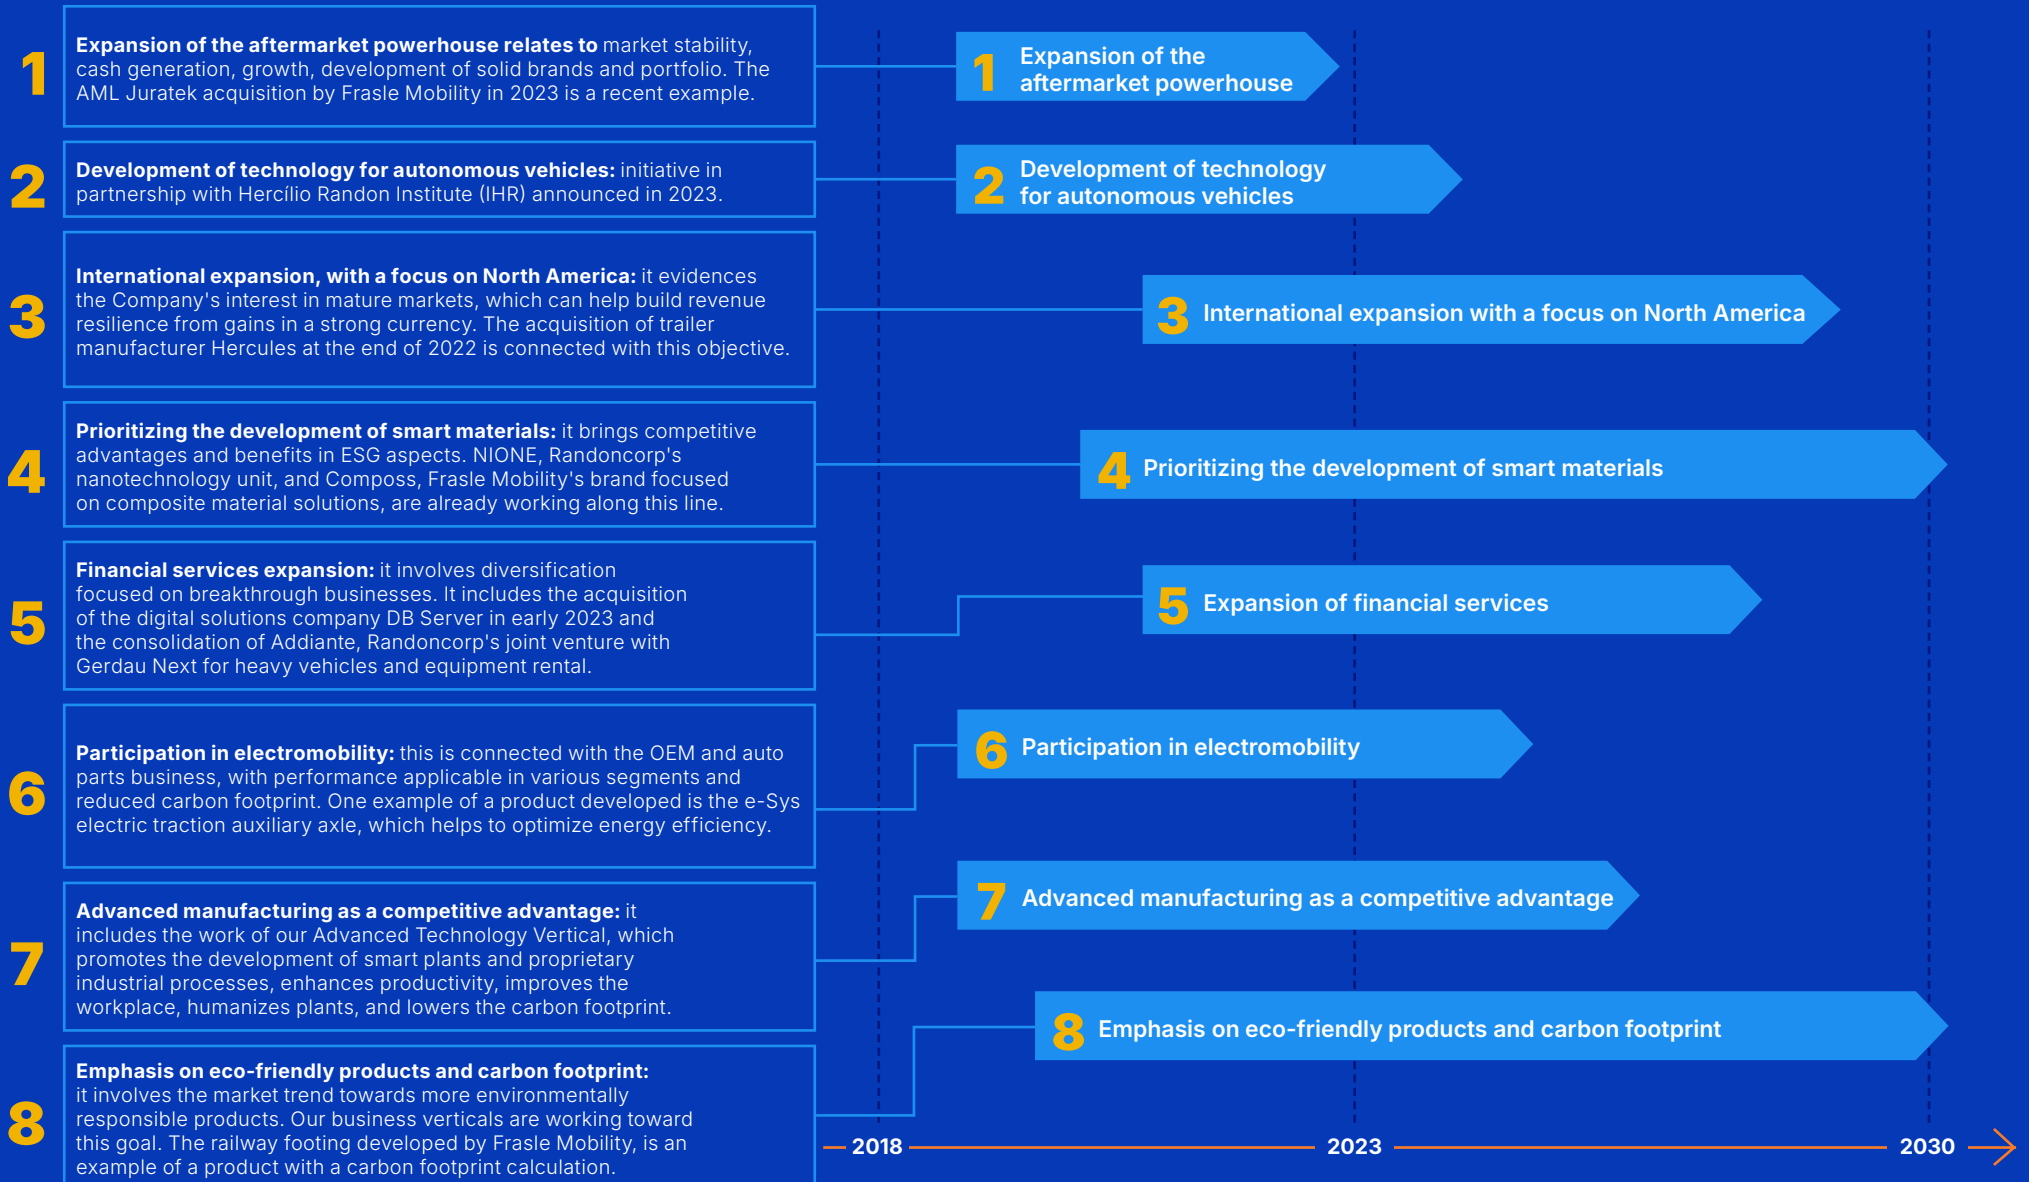 1
Expansion of the aftermarket powerhouse relates to market stability,
cash generation, growth, development of solid brands and portfolio. The
AML Juratek acquisition by Frasle Mobility in 2023 is a recent example.
2
Development of technology for autonomous vehicles: initiative in
partnership with Hercílio Randon Institute (IHR) announced in 2023.
3
International expansion, with a focus on North America: it evidences
the Company's interest in mature markets, which can help build revenue
resilience from gains in a strong currency. The acquisition of trailer
manufacturer Hercules at the end of 2022 is connected with this objective.
4
Prioritizing the development of smart materials: it brings competitive
advantages and benefits in ESG aspects. NIONE, Randoncorp's
nanotechnology unit, and Composs, Frasle Mobility's brand focused
on composite material solutions, are already working along this line.
5
Financial services expansion: it involves diversification
focused on breakthrough businesses. It includes the acquisition
of the digital solutions company DB Server in early 2023 and
the consolidation of Addiante, Randoncorp's joint venture with
Gerdau Next for heavy vehicles and equipment rental.
6
Participation in electromobility: this is connected with the OEM and auto
parts business, with performance applicable in various segments and
reduced carbon footprint. One example of a product developed is the e-Sys
electric traction auxiliary axle, which helps to optimize energy efficiency.
7
Advanced manufacturing as a competitive advantage: it
includes the work of our Advanced Technology Vertical, which
promotes the development of smart plants and proprietary
industrial processes, enhances productivity, improves the
workplace, humanizes plants, and lowers the carbon footprint.
8
Emphasis on eco-friendly products and carbon footprint:
it involves the market trend towards more environmentally
responsible products. Our business verticals are working toward
this goal. The railway footing developed by Frasle Mobility, is an
example of a product with a carbon footprint calculation.
1 Expansion of the
aftermarket powerhouse
2 Development of technology
for autonomous vehicles
3 International expansion with a focus on North America
4 Prioritizing the development of smart materials
5 Expansion of financial services
6 Participation in electromobility
7 Advanced manufacturing as a competitive advantage
8 Emphasis on eco-friendly products and carbon footprint
2018 2023 2030